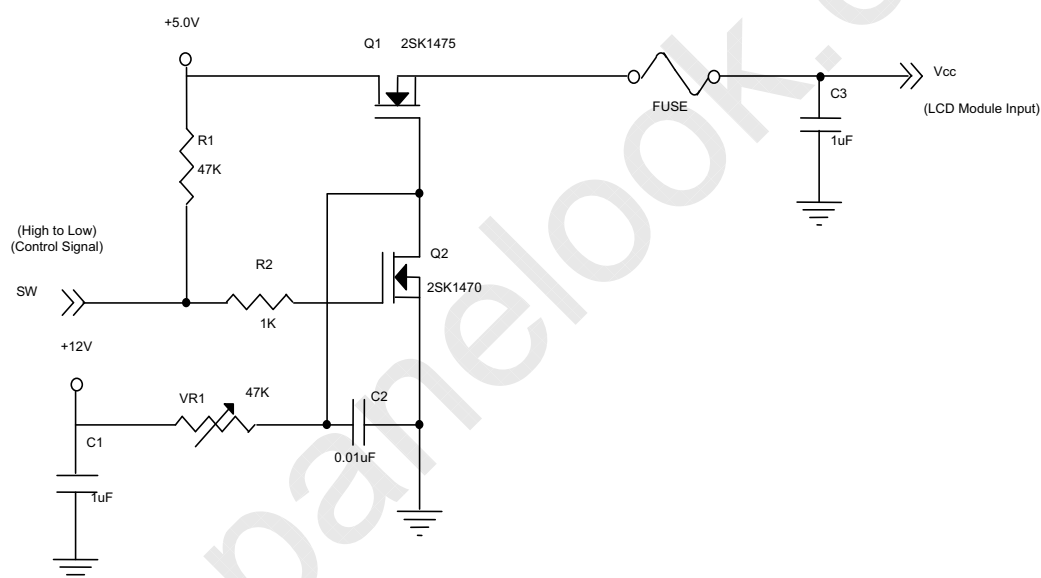 +5.0V
Q1 2SK1475
Vcc
FUSE
C3
(LCD Module Input)
R1
1uF
47K
(High to Low)
(Control Signal)
Q2
R2
SW
2SK1470
1K
+12V
VR1
47K
C2
C1
0.01uF
1uF
panelook.c